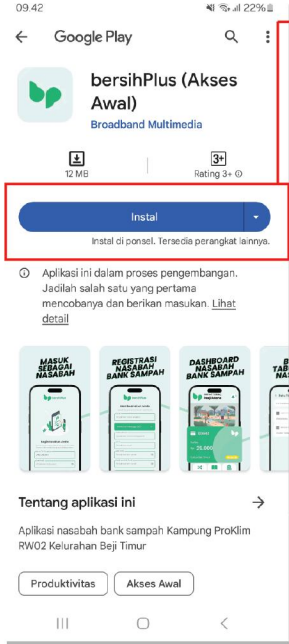 09.42
22%
Google Play
bersihPlus (Akses
Awal)
Broadband Multimedia
12 MB
3+
Rating 3+
Instal
Instal di ponsel. Tersedia perangkat lainnya.
Aplikasi ini dalam proses pengembangan.
Jadilah salah satu yang pertama
mencobanya dan berikan masukan. Lihat
detail
MASUK
SEBAGAI
NASABAH
REGISTRASI
NASABAH
BANK SAMPAH
DASHBOARD
NASABAH
BANK SAMPAH
Tentang aplikasi ini
Aplikasi nasabah bank sampah Kampung ProKlim
RW02 Kelurahan Beji Timur
Produktivitas
Akses Awal